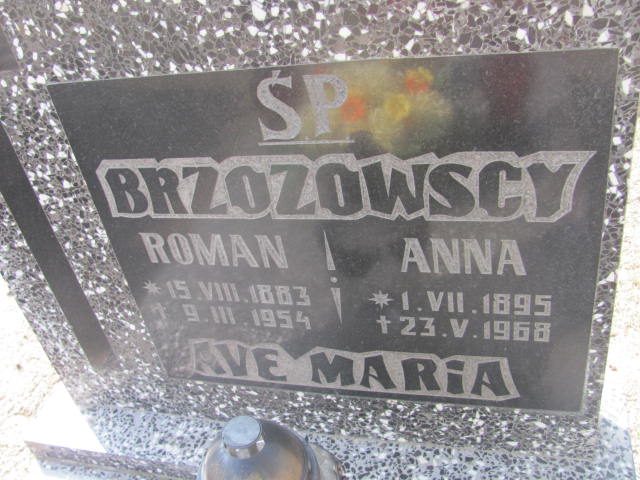 ŚP
BRZOZOWSCY
ROMAN i ANNA
* 15. VIII. 1883 * 1. VII. 1895
† 9. III. 1954 † 23. V. 1968
AVE MARiA